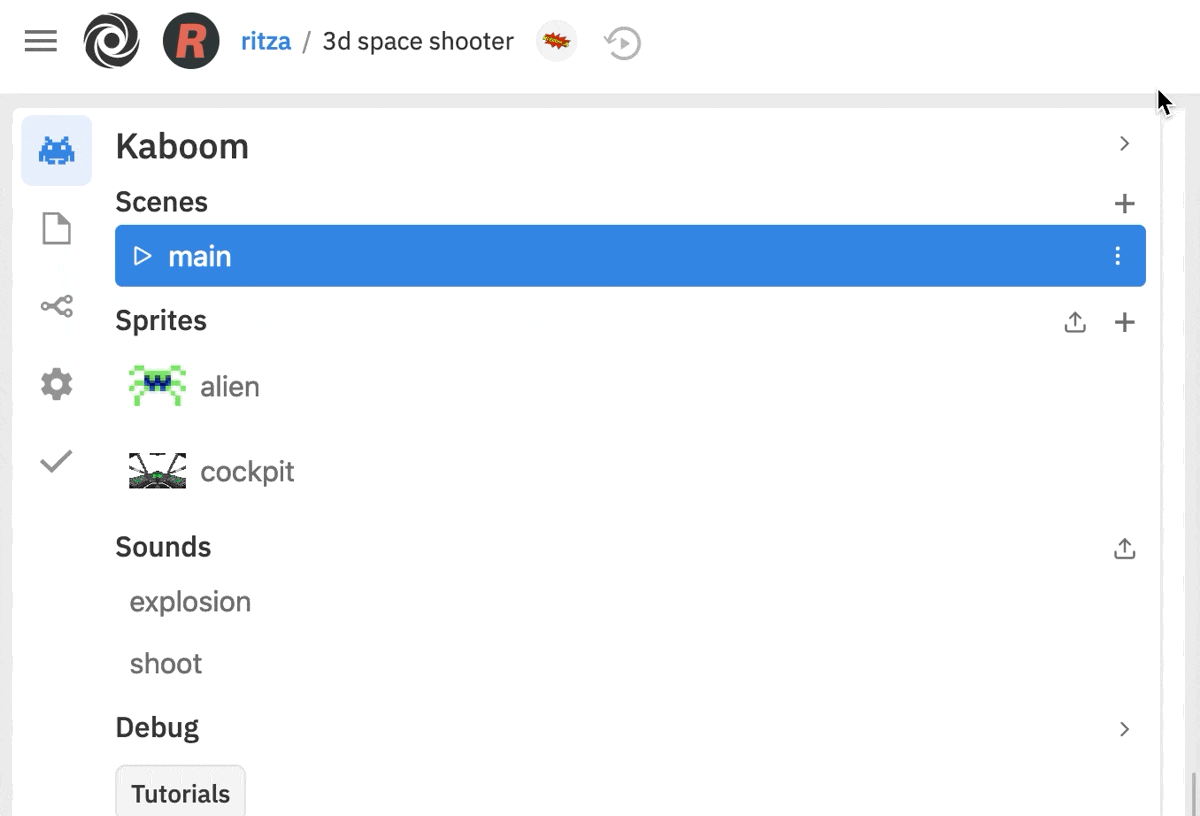 R ritza / 3d space shooter
Kaboom
Scenes
main
Sprites
alien
cockpit
Sounds
explosion
shoot
Debug
Tutorials